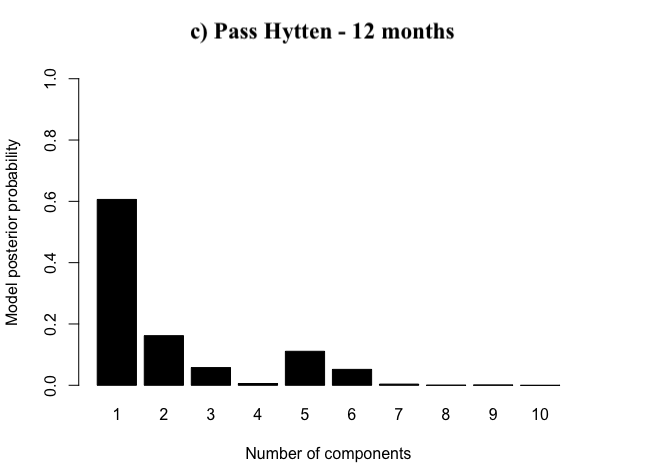 c) Pass Hytten - 12 months
Model posterior probability
1.0
0.8
0.6
0.4
0.2
0.0
1 2 3 4 5 6 7 8 9 10
Number of components